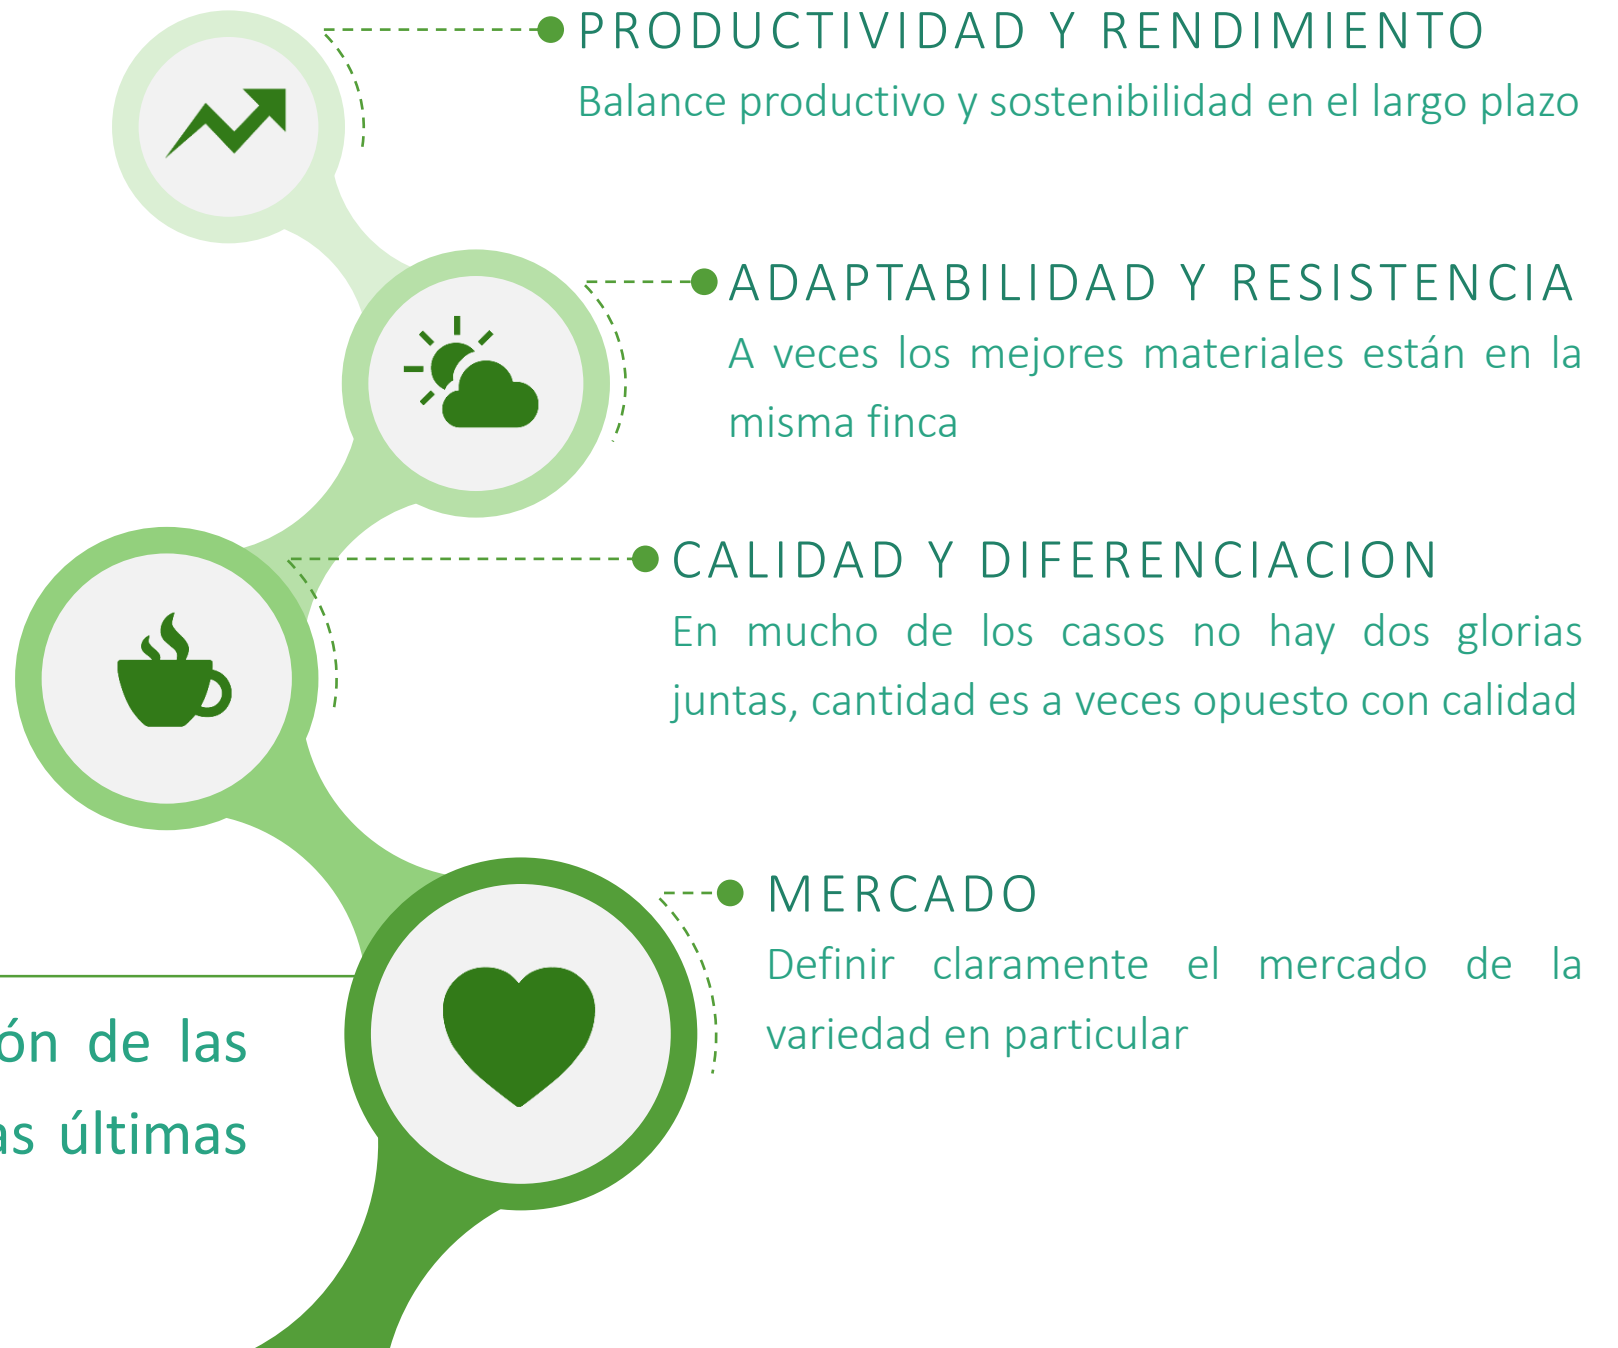 PRODUCTIVIDAD Y RENDIMIENTO
Balance productivo y sostenibilidad en el largo plazo
ADAPTABILIDAD Y RESISTENCIA
A veces los mejores materiales están en la
misma finca
CALIDAD Y DIFERENCIACION
En mucho de los casos no hay dos glorias
juntas, cantidad es a veces opuesto con calidad
MERCADO
Definir claramente el mercado de la
variedad en particular
de las
últimas